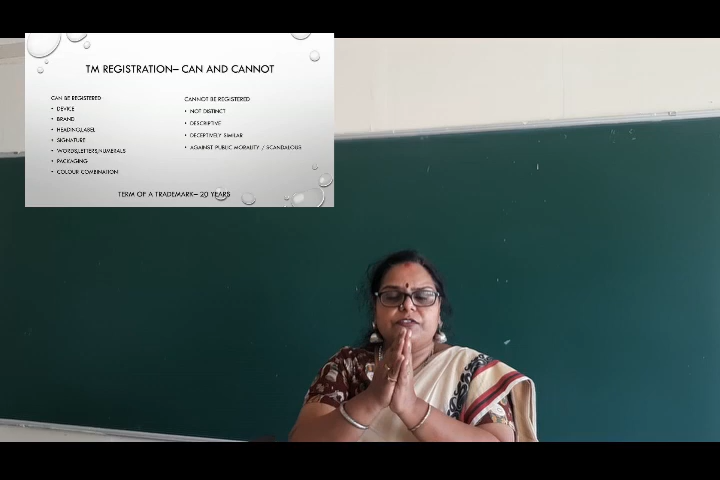 TM REGISTRATION– CAN AND CANNOT
CAN BE REGISTERED
• DEVICE
• BRAND
• HEADING,LABEL
• SIGNATURE
• WORDS,LETTERS,NUMERALS
• PACKAGING
• COLOUR COMBINATION
CANNOT BE REGISTERED
• NOT DISTINCT
• DESCRIPTIVE
• DECEPTIVELY SIMILAR
• AGAINST PUBLIC MORALITY / SCANDALOUS
TERM OF A TRADEMARK– 20 YEARS